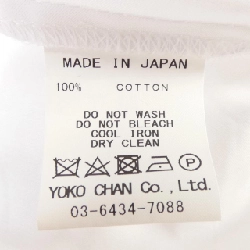 MADE IN JAPAN
100% COTTON
DO NOT WASH
DO NOT BLEACH
COOL IRON
DRY CLEAN
YOKO CHAN Co., Ltd.
03-6434-7088